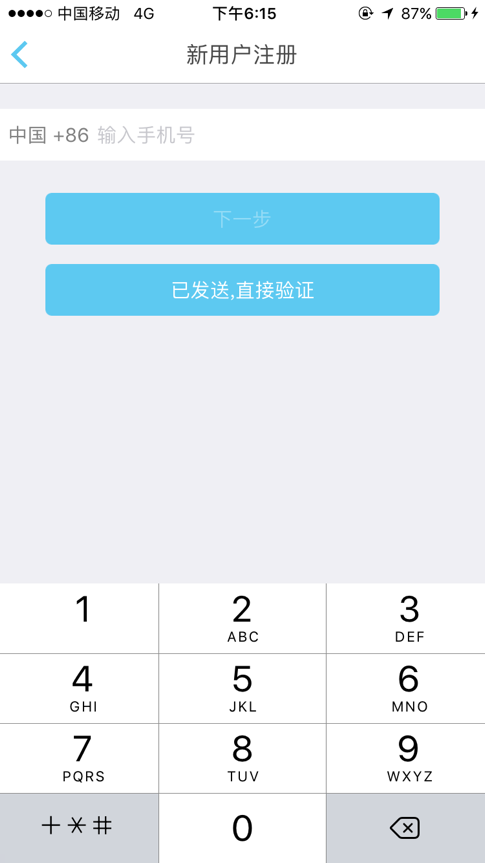 中国移动 4G 下午6:15 87%
新用户注册
中国 +86 输入手机号
下一步
已发送,直接验证
1 2 3
ABC DEF
4 5 6
GHI JKL MNO
7 8 9
PQRS TUV WXYZ
+*# 0